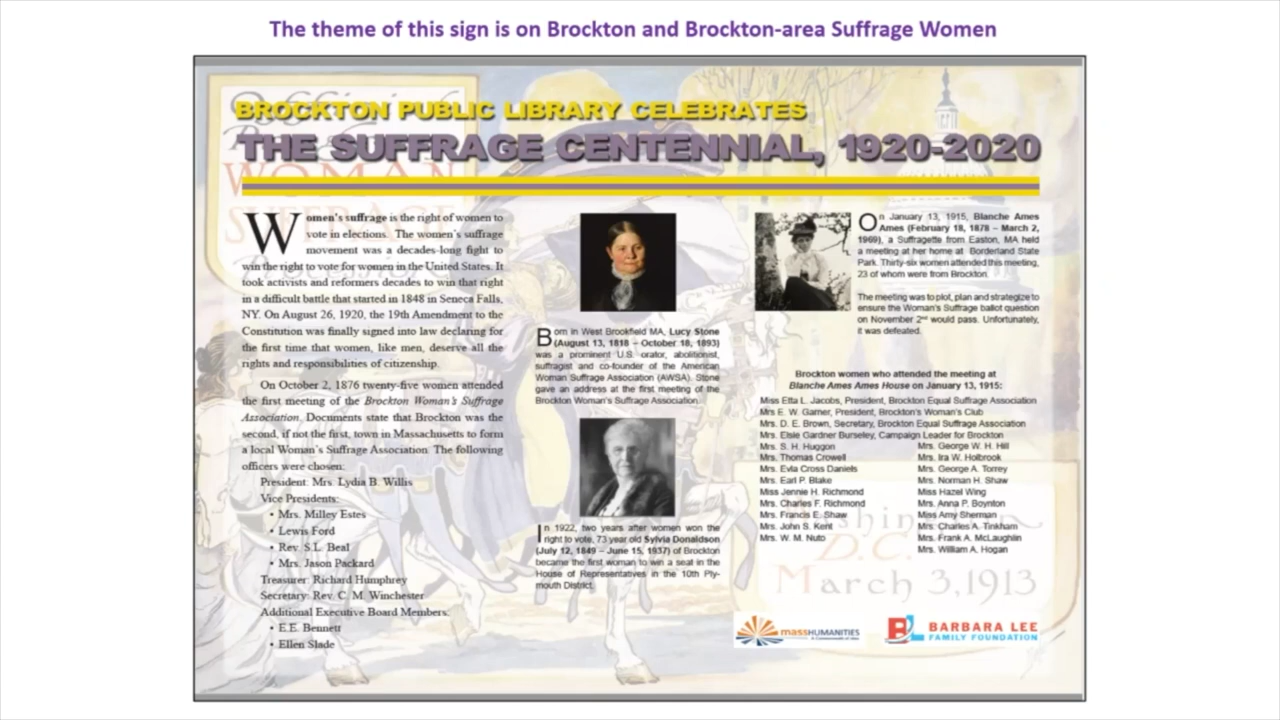 The theme of this sign is on Brockton and Brockton-area Suffrage Women
BROCKTON PUBLIC LIBRARY CELEBRATES
THE SUFFRAGE CENTENNIAL, 1920-2020
Women's suffrage is the right of women to
vote in elections. The women's suffrage
movement was a decades-long fight to
win the right to vote for women in the United States. It
took activists and reformers decades to win that right
in a difficult battle that started in 1848 in Seneca Falls,
NY. On August 26, 1920, the 19th Amendment to the
Constitution was finally signed into law declaring for
the first time that women, like men, deserve all the
rights and responsibilities of citizenship.
On October 2, 1876 twenty-five women attended
the first meeting of the Brockton Woman's Suffrage
Association. Documents state that Brockton was the
second, if not the first, town in Massachusetts to form
a local Woman's Suffrage Association. The following
officers were chosen:
President: Mrs. Lydia B. Willis
Vice Presidents:
• Mrs. Milley Estes
• Lewis Ford
• Rev. S.L. Beal
• Mrs. Jason Packard
Treasurer: Richard Humphrey
Secretary: Rev. C. M. Winchester
Additional Executive Board Members:
• E.E. Bennett
• Ellen Slade
Born in West Brookfield MA, Lucy Stone
(August 13, 1818 – October 18, 1893)
was a prominent U.S. orator, abolitionist,
suffragist and co-founder of the American
Woman Suffrage Association (AWSA). Stone
gave an address at the first meeting of the
Brockton Woman's Suffrage Association.
In 1922, two years after women won the
right to vote, 73 year old Sylvia Donaldson
(July 12, 1849 – June 15, 1937) of Brockton
became the first woman to win a seat in the
House of Representatives in the 10th Ply-
mouth District.
On January 13, 1915, Blanche Ames
Ames (February 18, 1878 – March 2,
1969), a Suffragette from Easton, MA held
a meeting at her home at Borderland State
Park. Thirty-six women attended this meeting,
23 of whom were from Brockton.
The meeting was to plot, plan and strategize to
ensure the Woman's Suffrage ballot question
on November 2nd would pass. Unfortunately,
it was defeated.
Brockton women who attended the meeting at
Blanche Ames Ames House on January 13, 1915:
Miss Etta L. Jacobs, President, Brockton Equal Suffrage Association
Mrs E. W. Garner, President, Brockton's Woman's Club
Mrs. D. E. Brown, Secretary, Brockton Equal Suffrage Association
Mrs. Elsie Gardner Burseley, Campaign Leader for Brockton
Mrs. S. H. Huggon
Mrs. Thomas Crowell
Mrs. Evla Cross Daniels
Mrs. Earl P. Blake
Miss Jennie H. Richmond
Mrs. Charles F. Richmond
Mrs. Francis E. Shaw
Mrs. John S. Kent
Mrs. W. M. Nuto
Mrs. George W. H. Hill
Mrs. Ira W. Holbrook
Mrs. George A. Torrey
Mrs. Norman H. Shaw
Miss Hazel Wing
Mrs. Anna P. Boynton
Miss Amy Sherman
Mrs. Charles A. Tinkham
Mrs. Frank A. McLaughlin
Mrs. William A. Hogan
WOMAN
D.C.
March 3, 1913
massHUMANITIES
BARBARA LEE
FAMILY FOUNDATION